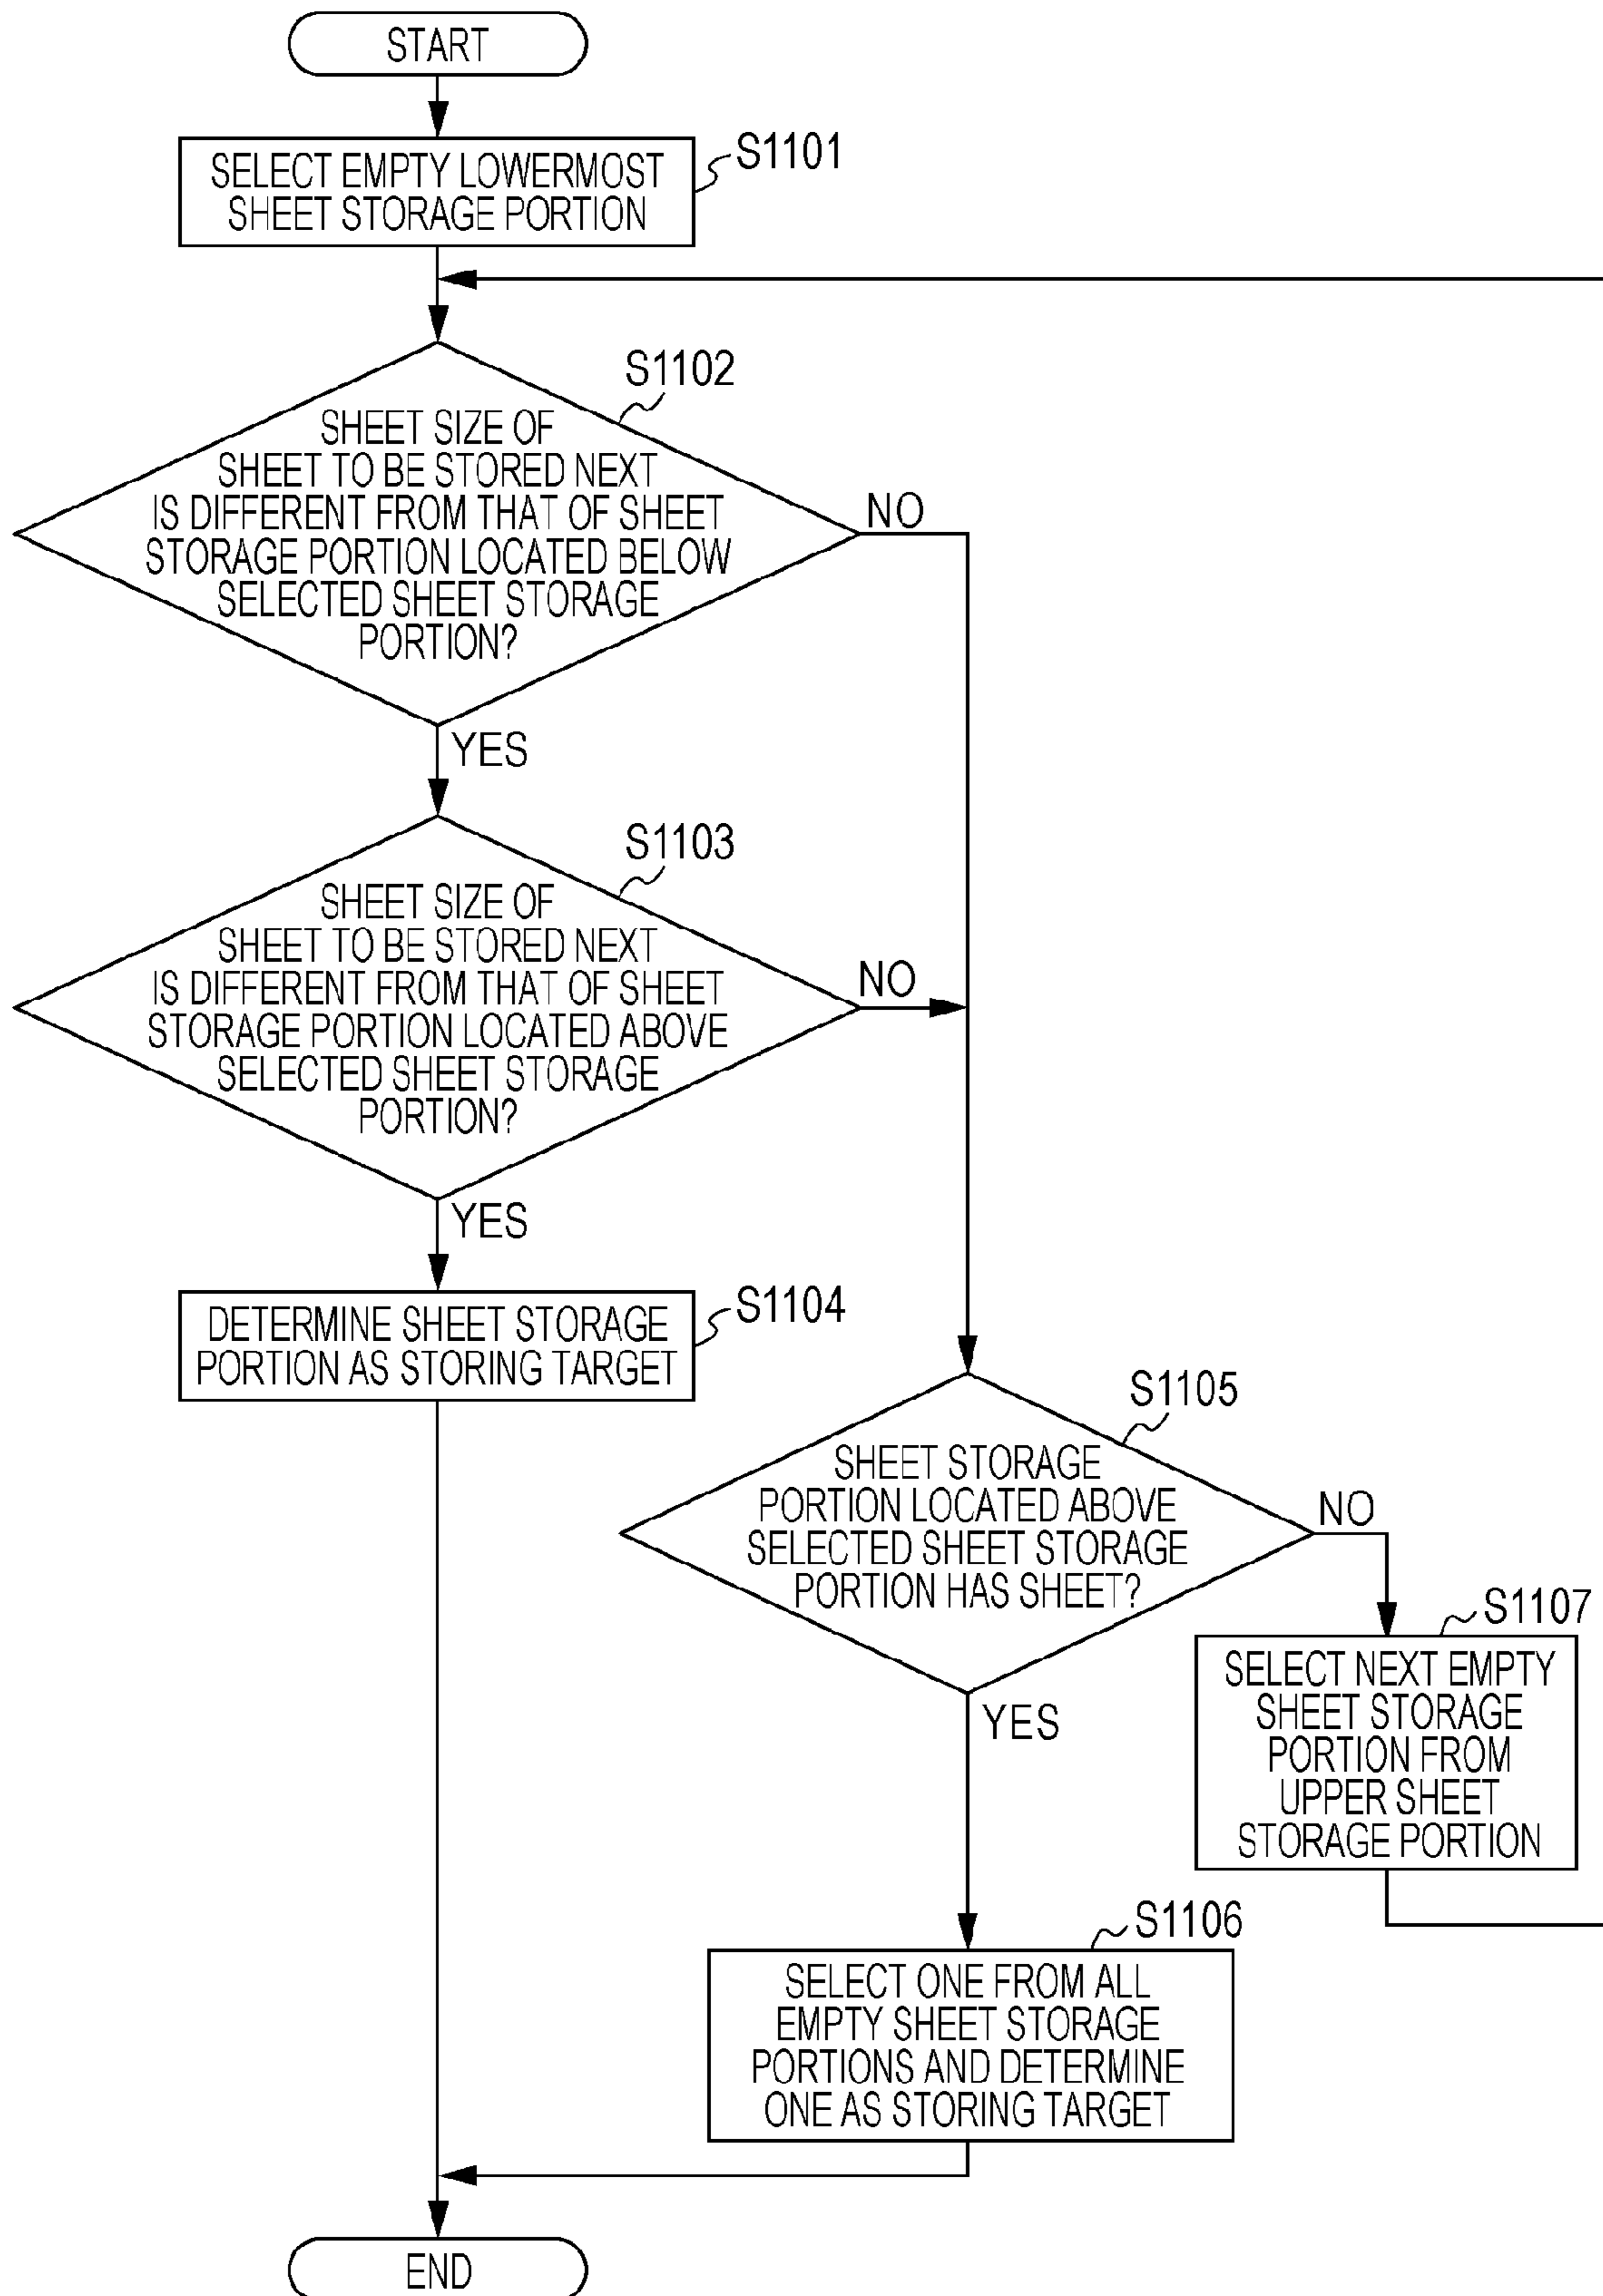 START
S1101
SELECT EMPTY LOWERMOST
SHEET STORAGE PORTION
S1102
SHEET SIZE OF
SHEET TO BE STORED NEXT
IS DIFFERENT FROM THAT OF SHEET
STORAGE PORTION LOCATED BELOW
SELECTED SHEET STORAGE
PORTION?
NO
YES
S1103
SHEET SIZE OF
SHEET TO BE STORED NEXT
IS DIFFERENT FROM THAT OF SHEET
STORAGE PORTION LOCATED ABOVE
SELECTED SHEET STORAGE
PORTION?
NO
YES
S1104
DETERMINE SHEET STORAGE
PORTION AS STORING TARGET
S1105
SHEET STORAGE
PORTION LOCATED ABOVE
SELECTED SHEET STORAGE
PORTION HAS SHEET?
NO
YES
S1107
SELECT NEXT EMPTY
SHEET STORAGE
PORTION FROM
UPPER SHEET
STORAGE PORTION
S1106
SELECT ONE FROM ALL
EMPTY SHEET STORAGE
PORTIONS AND DETERMINE
ONE AS STORING TARGET
END